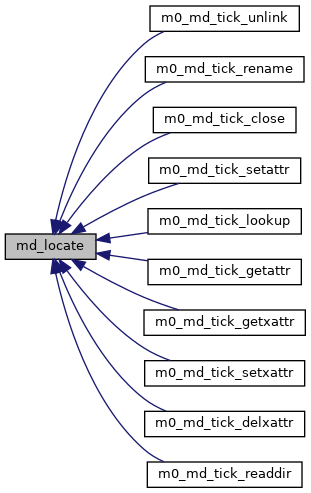 m0_md_tick_unlink
m0_md_tick_rename
m0_md_tick_close
m0_md_tick_setattr
m0_md_tick_lookup
md_locate
m0_md_tick_getattr
m0_md_tick_getxattr
m0_md_tick_setxattr
m0_md_tick_delxattr
m0_md_tick_readdir